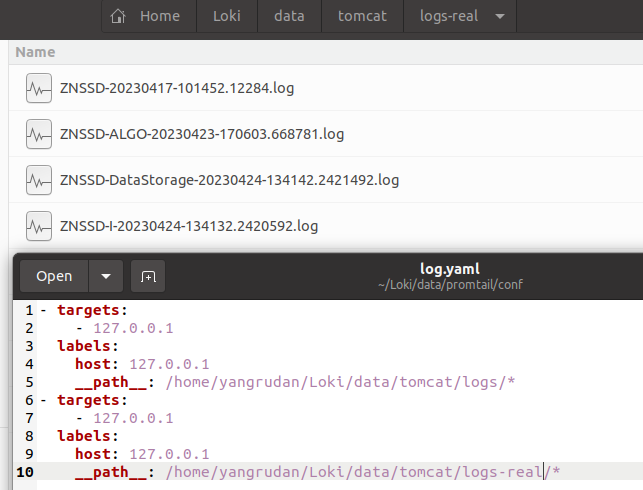 Home Loki data tomcat logs-real
Name
ZNSSD-20230417-101452.12284.log
ZNSSD-ALGO-20230423-170603.668781.log
ZNSSD-DataStorage-20230424-134142.2421492.log
ZNSSD-I-20230424-134132.2420592.log
Open
log.yaml
~/Loki/data/promtail/conf
1 - targets:
2     - 127.0.0.1
3   labels:
4     host: 127.0.0.1
5     __path__: /home/yangrudan/Loki/data/tomcat/logs/*
6 - targets:
7     - 127.0.0.1
8   labels:
9     host: 127.0.0.1
10     __path__: /home/yangrudan/Loki/data/tomcat/logs-real/*